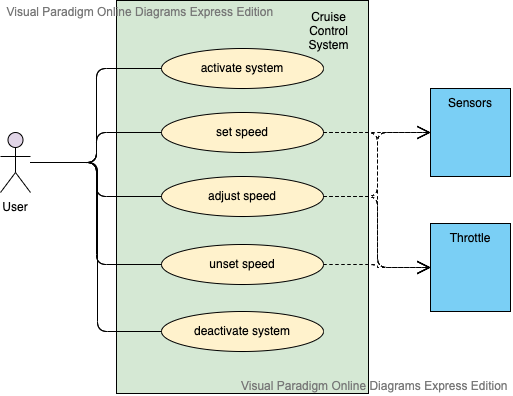 Visual Paradigm Online Diagrams Express Edition
Cruise
Control
System
activate system
set speed
Sensors
adjust speed
User
Throttle
unset speed
deactivate system
Visual Paradigm Online Diagrams Express Edition